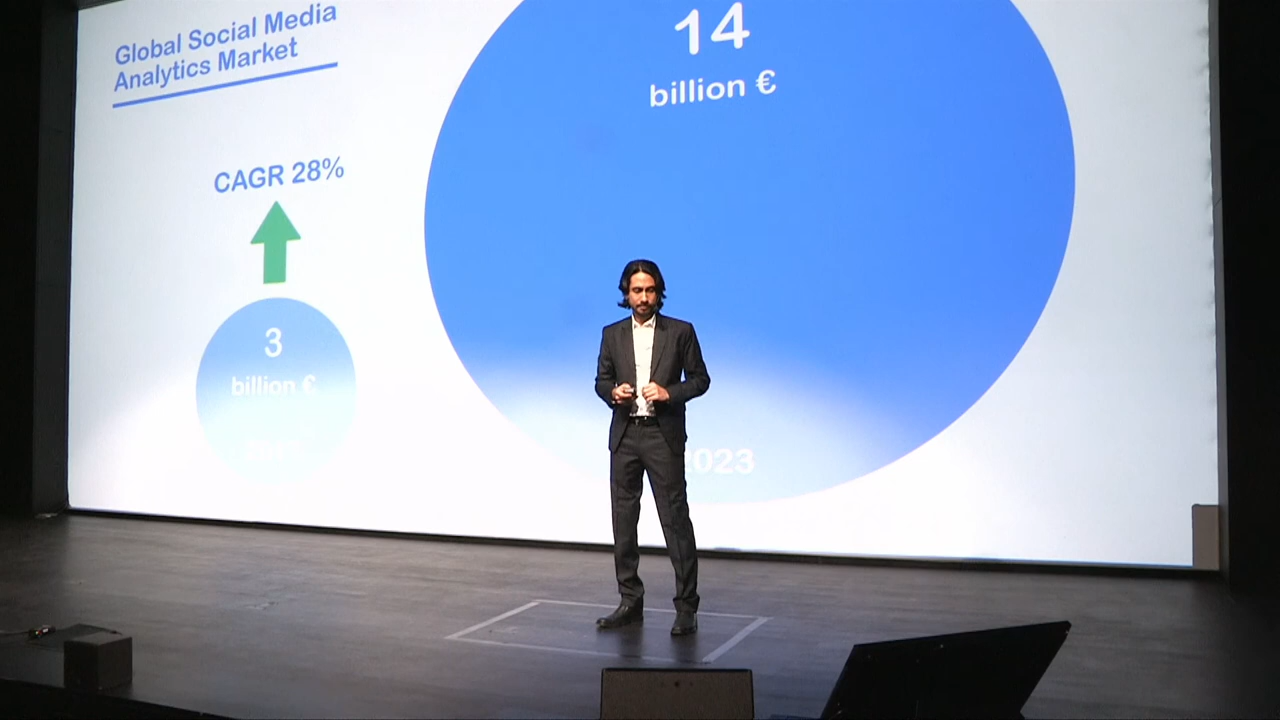 Global Social Media
Analytics Market
CAGR 28%
3
billion €
14
billion €
2023